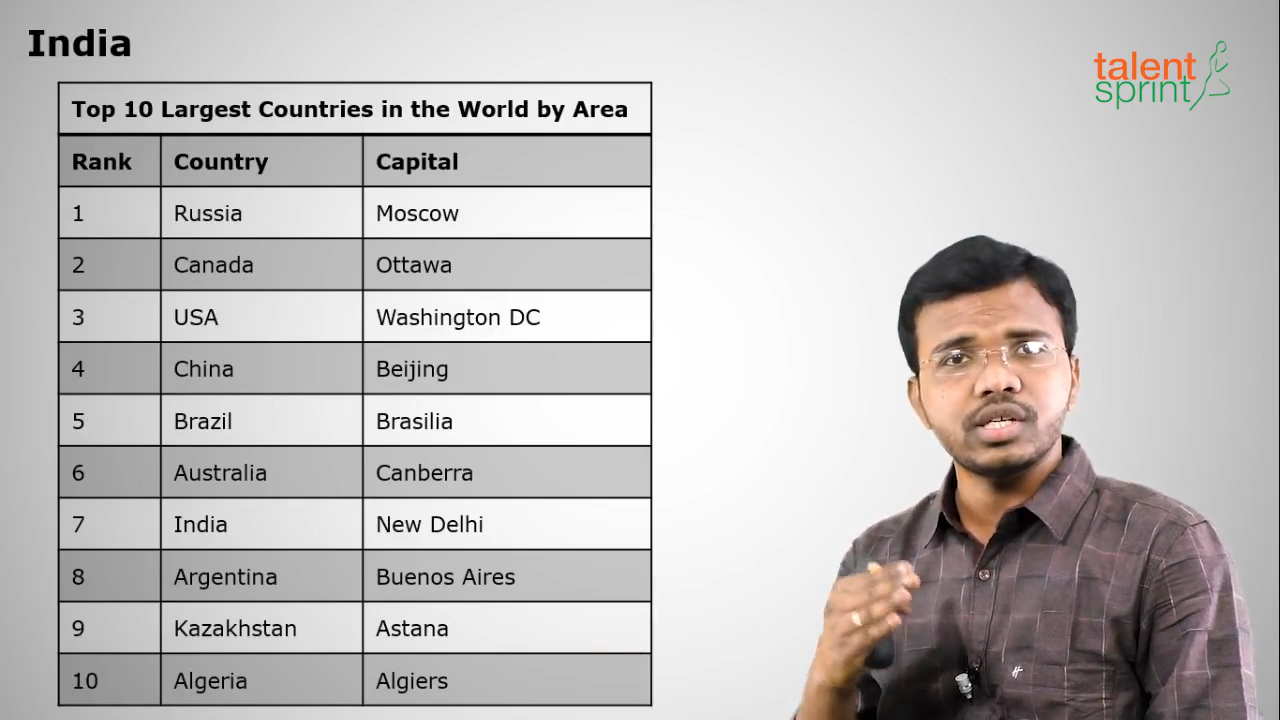 India
talent
sprint
Top 10 Largest Countries in the World by Area
Rank Country Capital
1 Russia Moscow
2 Canada Ottawa
3 USA Washington DC
4 China Beijing
5 Brazil Brasilia
6 Australia Canberra
7 India New Delhi
8 Argentina Buenos Aires
9 Kazakhstan Astana
10 Algeria Algiers